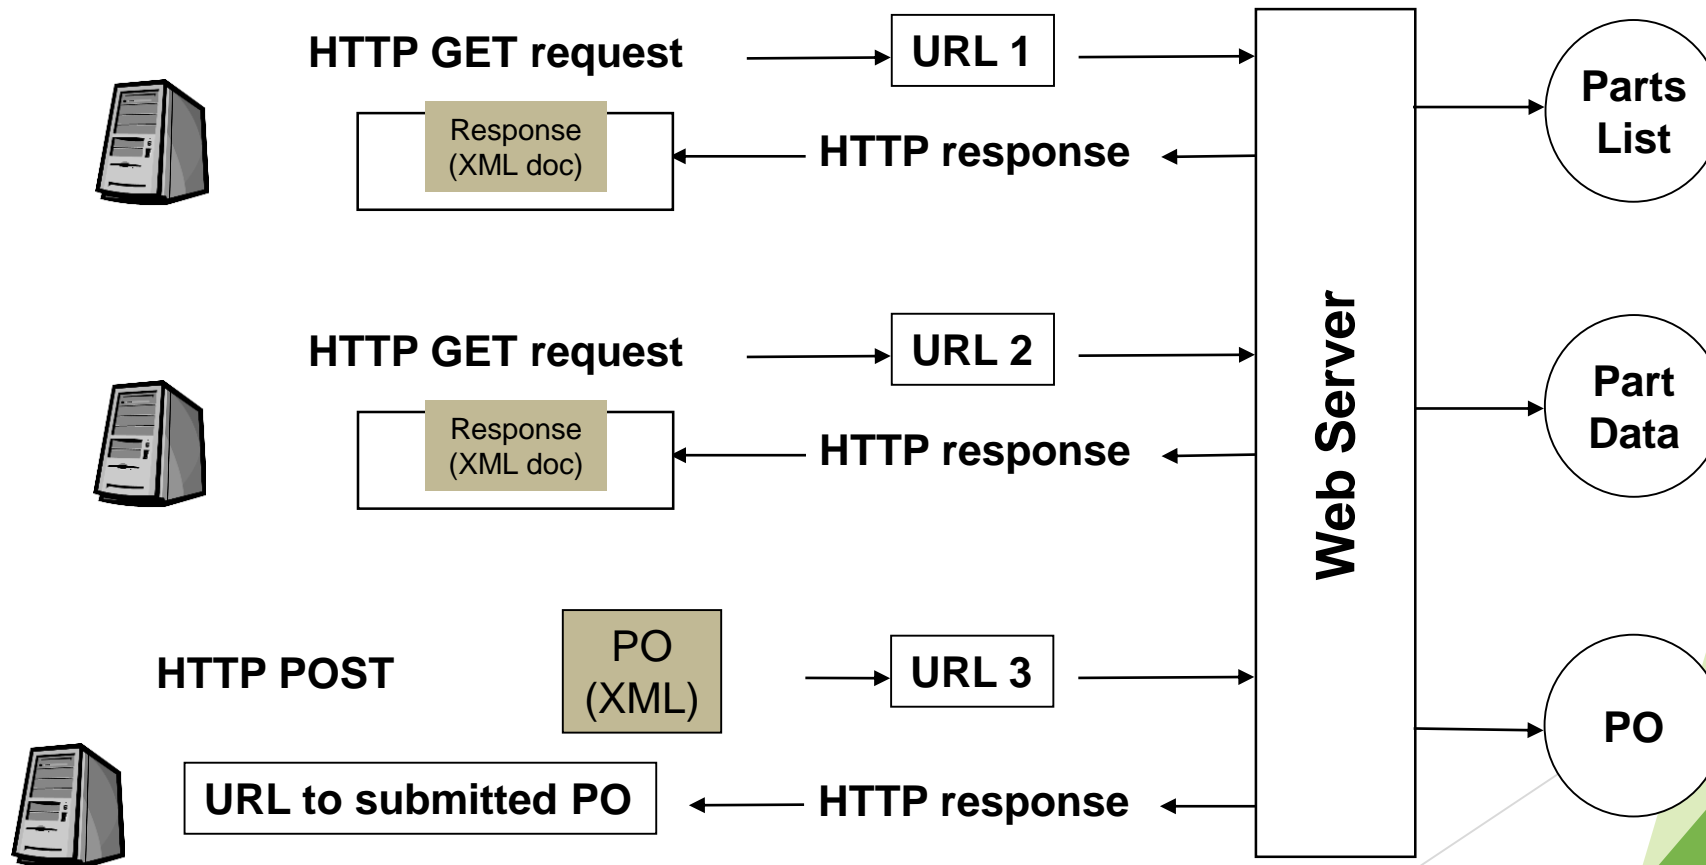 HTTP GET request
URL 1
Response
(XML doc)
HTTP response
Parts
List
HTTP GET request
URL 2
Response
(XML doc)
HTTP response
Web Server
Part
Data
HTTP POST
PO
(XML)
URL 3
PO
URL to submitted PO
HTTP response